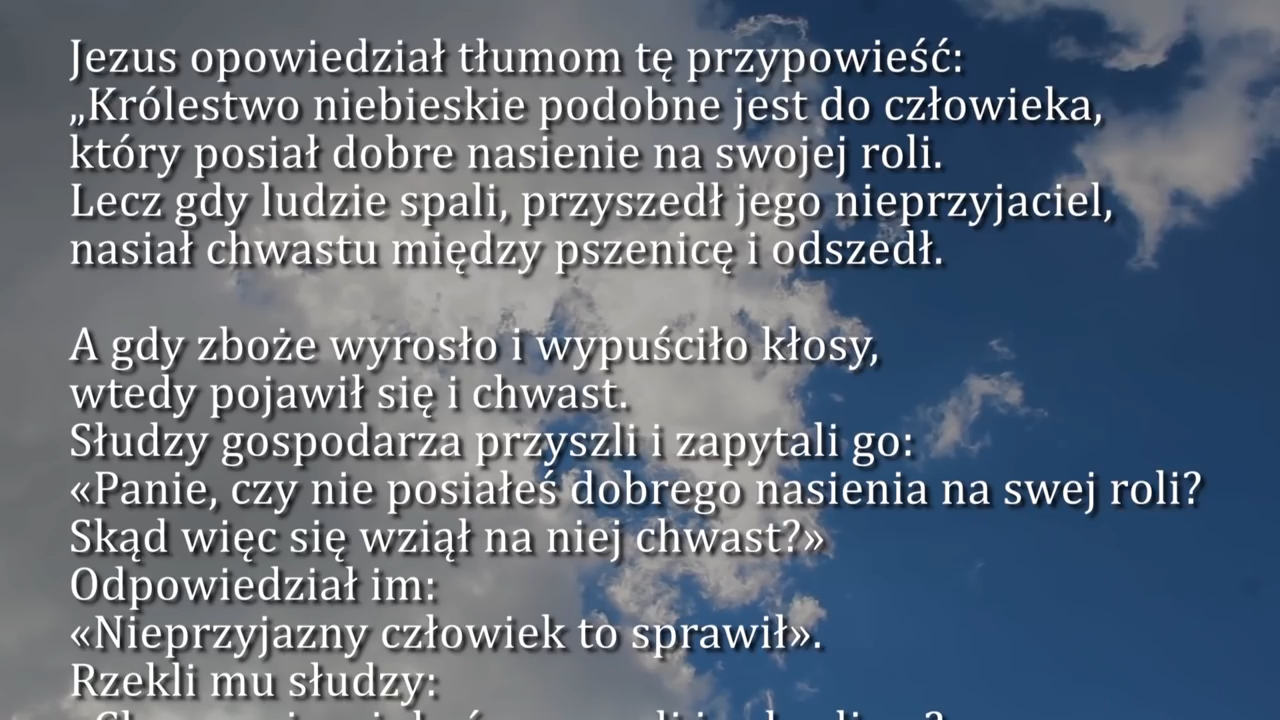 Jezus opowiedział tłumom tę przypowieść:
„Królestwo niebieskie podobne jest do człowieka,
który posiał dobre nasienie na swojej roli.
Lecz gdy ludzie spali, przyszedł jego nieprzyjaciel,
nasiał chwastu między pszenicę i odszedł.
A gdy zboże wyrosło i wypuściło kłosy,
wtedy pojawił się i chwast.
Słudzy gospodarza przyszli i zapytali go:
«Panie, czy nie posiałeś dobrego nasienia na swej roli?
Skąd więc się wziął na niej chwast?»
Odpowiedział im:
«Nieprzyjazny człowiek to sprawił».
Rzekli mu słudzy: